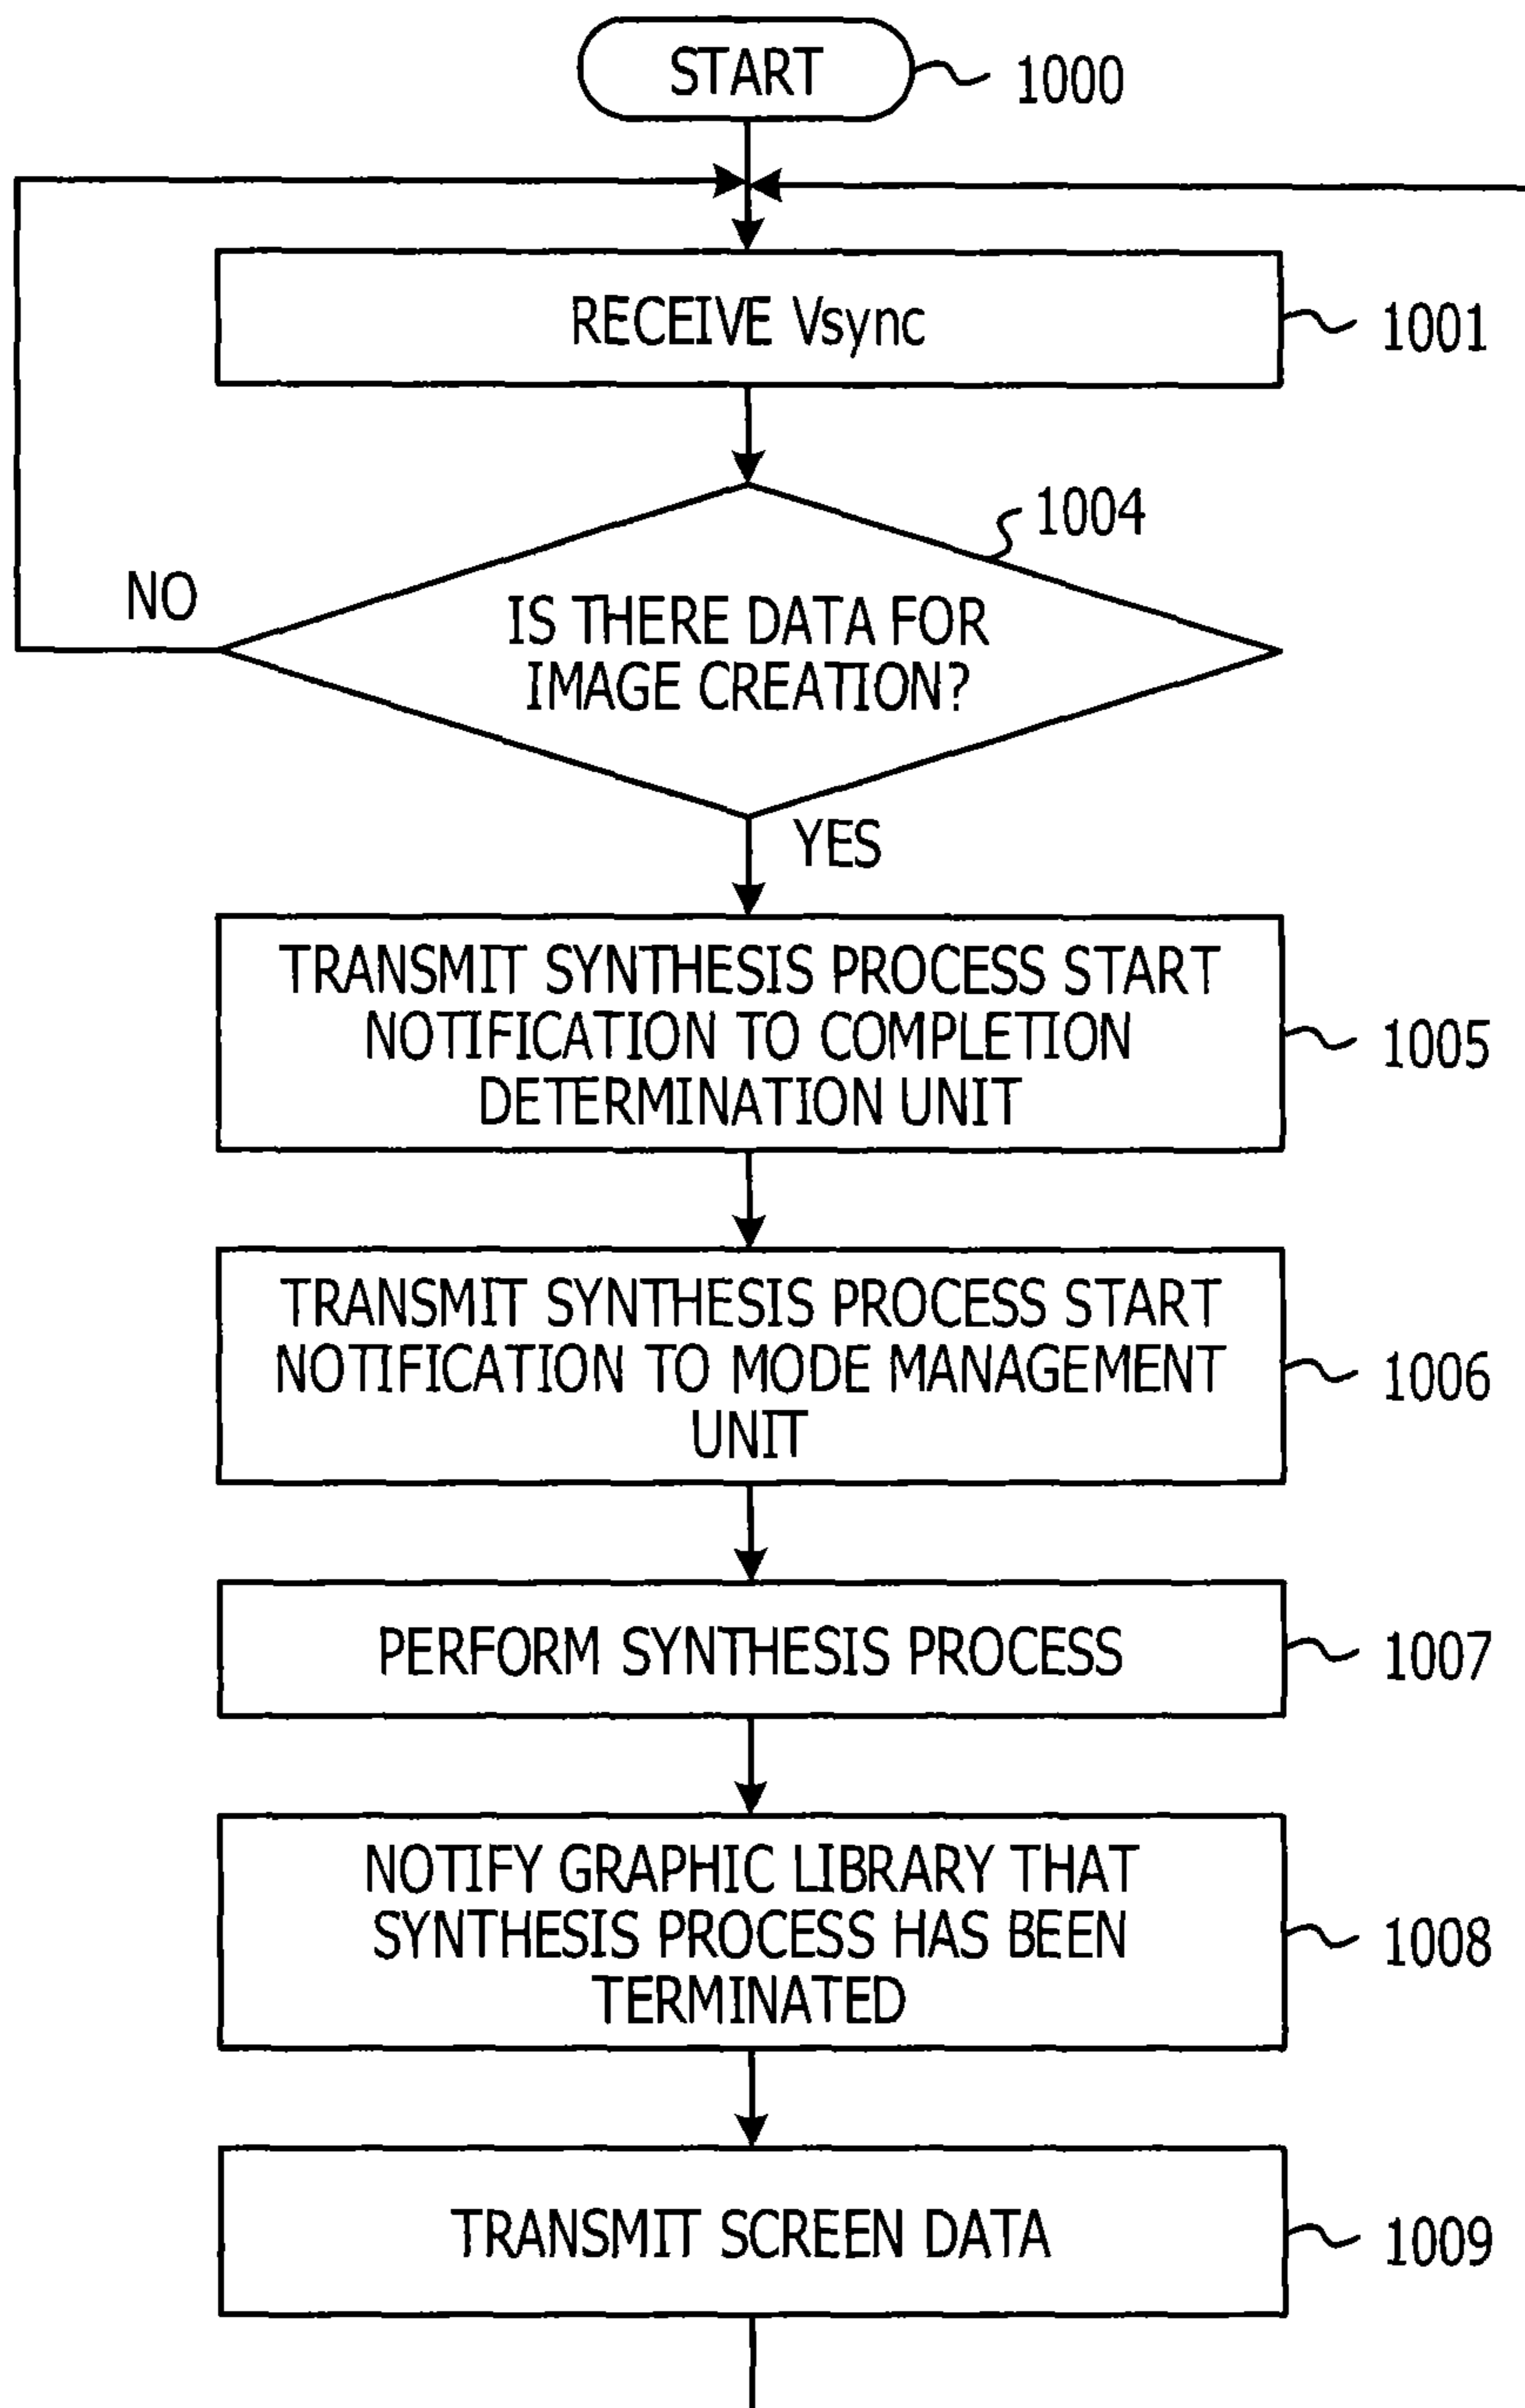 START
1000
RECEIVE Vsync
1001
1004
NO
IS THERE DATA FOR
IMAGE CREATION?
YES
TRANSMIT SYNTHESIS PROCESS START
NOTIFICATION TO COMPLETION
DETERMINATION UNIT
1005
TRANSMIT SYNTHESIS PROCESS START
NOTIFICATION TO MODE MANAGEMENT
UNIT
1006
PERFORM SYNTHESIS PROCESS
1007
NOTIFY GRAPHIC LIBRARY THAT
SYNTHESIS PROCESS HAS BEEN
TERMINATED
1008
TRANSMIT SCREEN DATA
1009